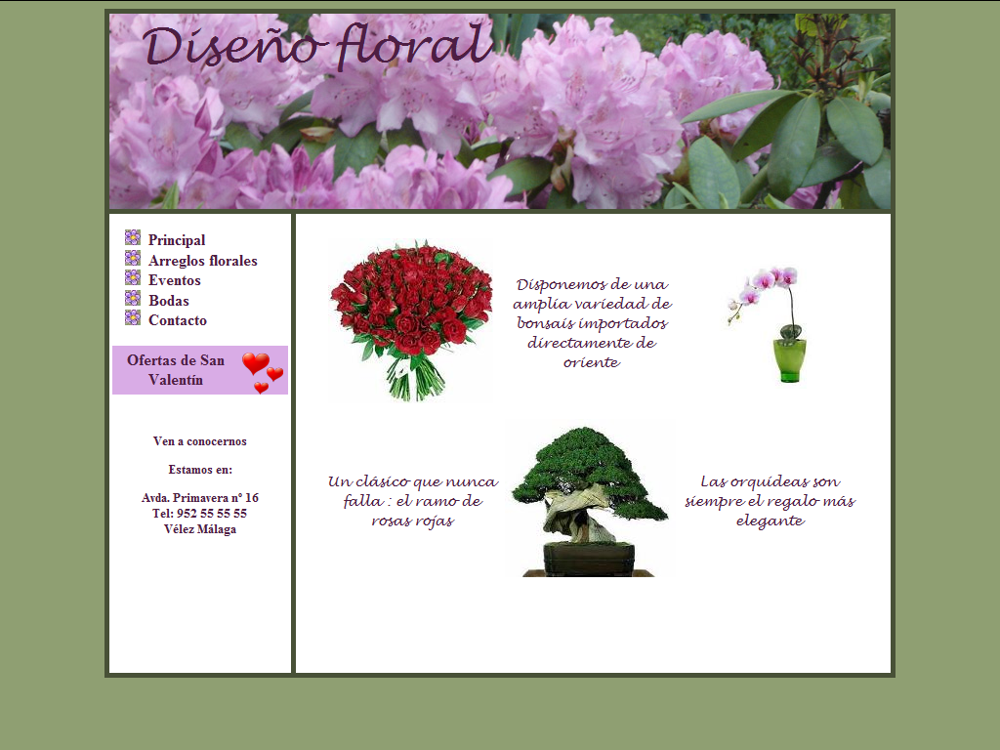 Diseño floral
Principal
Arreglos florales
Eventos
Bodas
Contacto
Ofertas de San
Valentín
Ven a conocernos
Estamos en:
Avda. Primavera nº 16
Tel: 952 55 55 55
Vélez Málaga
Disponemos de una
amplia variedad de
bonsais importados
directamente de
oriente
Un clásico que nunca
falla : el ramo de
rosas rojas
Las orquídeas son
siempre el regalo más
elegante